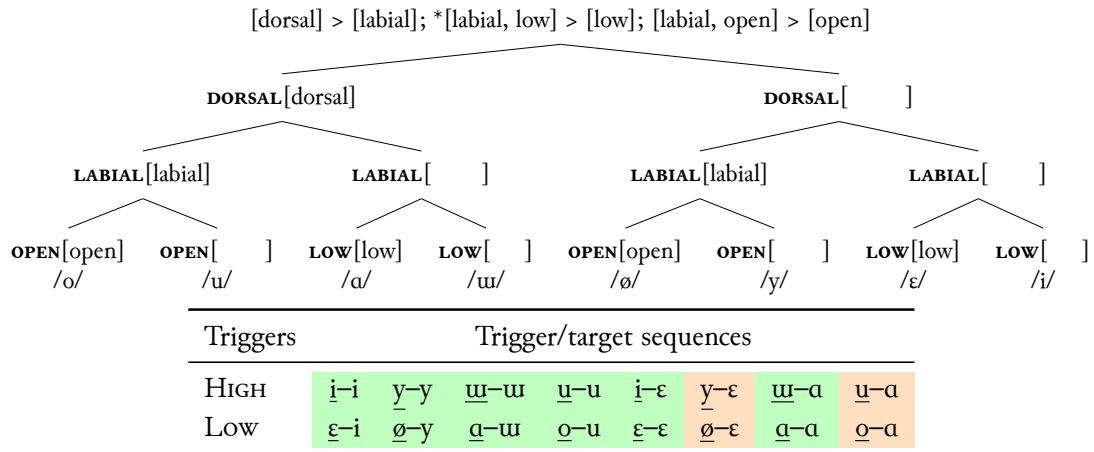 [dorsal] > [labial]; *[labial, low] > [low]; [labial, open] > [open]
DORSAL[dorsal] DORSAL[ ]
LABIAL[labial] LABIAL[ ] LABIAL[labial] LABIAL[ ]
OPEN[open] OPEN[ ] LOW[low] LOW[ ] OPEN[open] OPEN[ ] LOW[low] LOW[ ]
/o/ /u/ /ɑ/ /ɯ/ /ø/ /y/ /ɛ/ /i/
Triggers Trigger/target sequences
High i–i y–y ɯ–ɯ u–u i–ɛ y–ɛ ɯ–ɑ u–ɑ
Low ɛ–i ø–y ɑ–ɯ o–u ɛ–ɛ ø–ɛ ɑ–ɑ o–ɑ